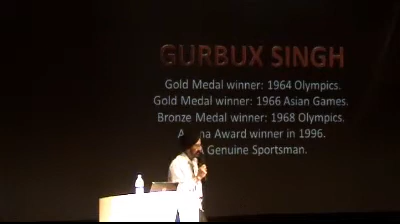 GURBUX SINGH
Gold Medal winner: 1964 Olympics.
Gold Medal winner: 1966 Asian Games.
Bronze Medal winner: 1968 Olympics.
Award winner in 1996.
Genuine Sportsman.